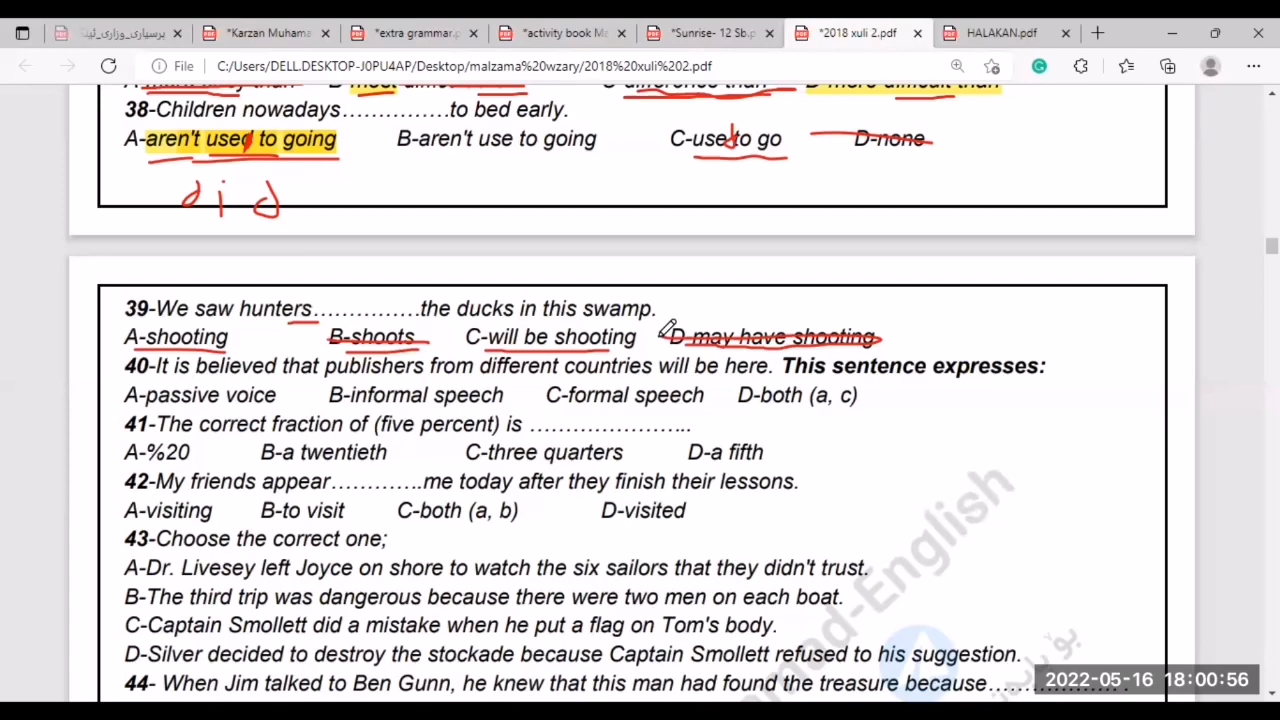 پرسیاری_وزاری_ئینگ
*Karzan Muhama
*extra grammar.p
*activity book Ma
*Sunrise- 12 Sb.p
*2018 xuli 2.pdf
HALAKAN.pdf
File C:/Users/DELL.DESKTOP-J0PU4AP/Desktop/malzama%20wzary/2018%20xuli%202.pdf
38-Children nowadays……………to bed early.
A-aren't used to going B-aren't use to going C-use to go D-none
did
39-We saw hunters……………the ducks in this swamp.
A-shooting B-shoots C-will be shooting D-may have shooting
40-It is believed that publishers from different countries will be here. This sentence expresses:
A-passive voice B-informal speech C-formal speech D-both (a, c)
41-The correct fraction of (five percent) is …………………..
A-%20 B-a twentieth C-three quarters D-a fifth
42-My friends appear………….me today after they finish their lessons.
A-visiting B-to visit C-both (a, b) D-visited
43-Choose the correct one;
A-Dr. Livesey left Joyce on shore to watch the six sailors that they didn't trust.
B-The third trip was dangerous because there were two men on each boat.
C-Captain Smollett did a mistake when he put a flag on Tom's body.
D-Silver decided to destroy the stockade because Captain Smollett refused to his suggestion.
44- When Jim talked to Ben Gunn, he knew that this man had found the treasure because……………….
2022-05-16 18:00:56